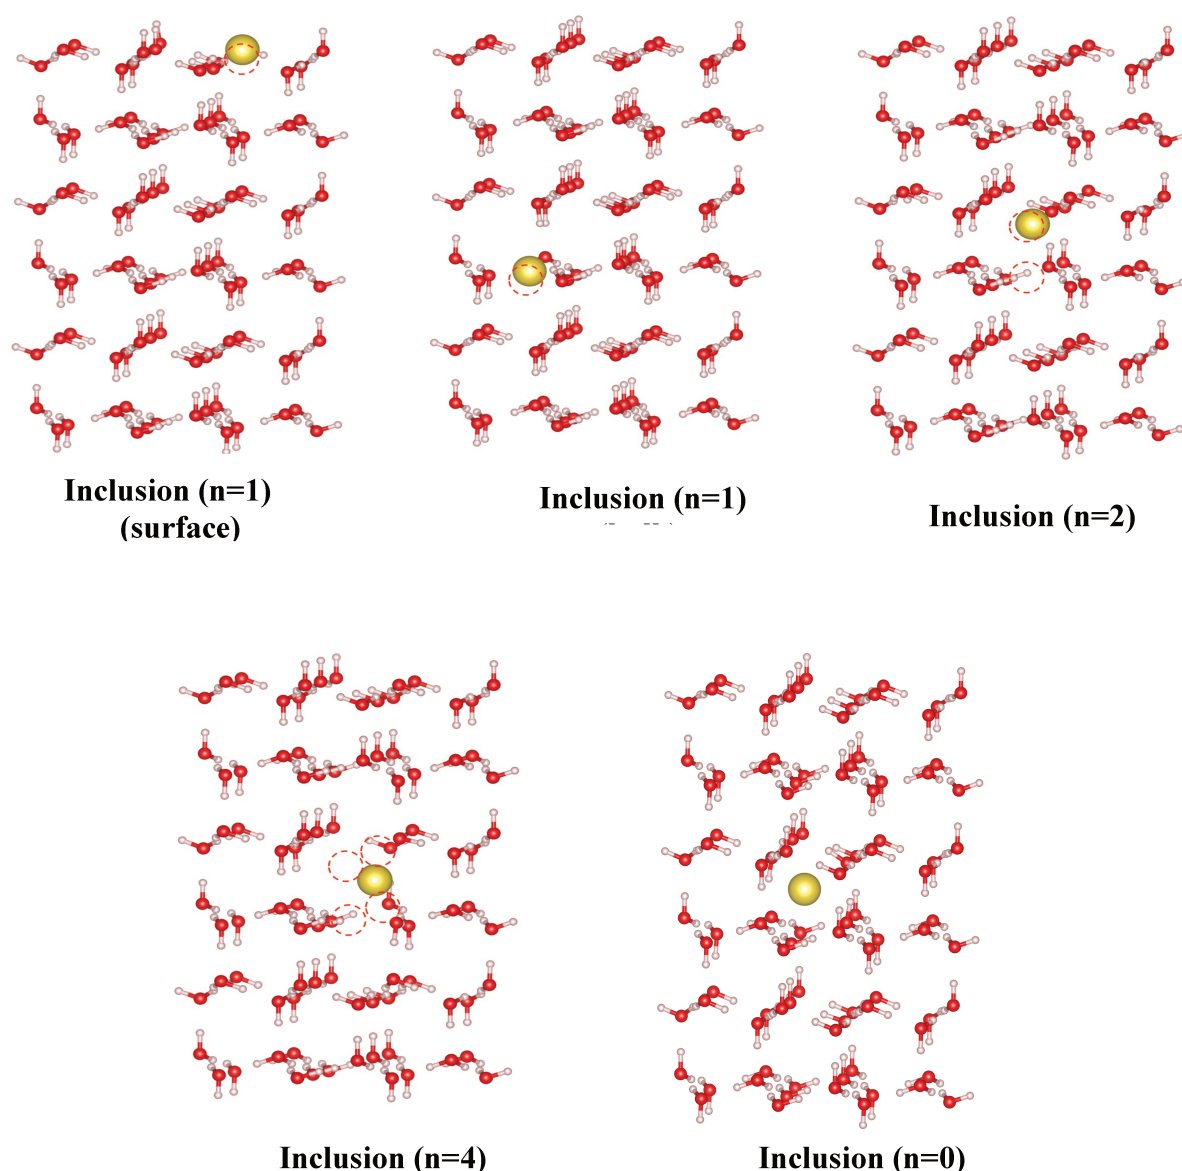 Inclusion (n=1)
(surface)
Inclusion (n=1)
Inclusion (n=2)
Inclusion (n=4)
Inclusion (n=0)